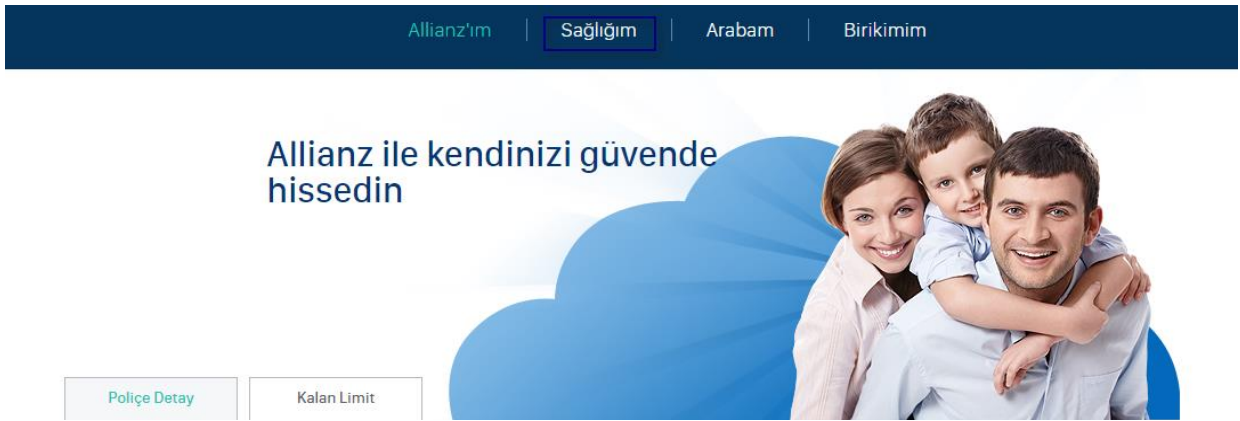 Allianz'ım | Sağlığım | Arabam | Birikimim
Allianz ile kendinizi güvende
hissedin
Poliçe Detay Kalan Limit